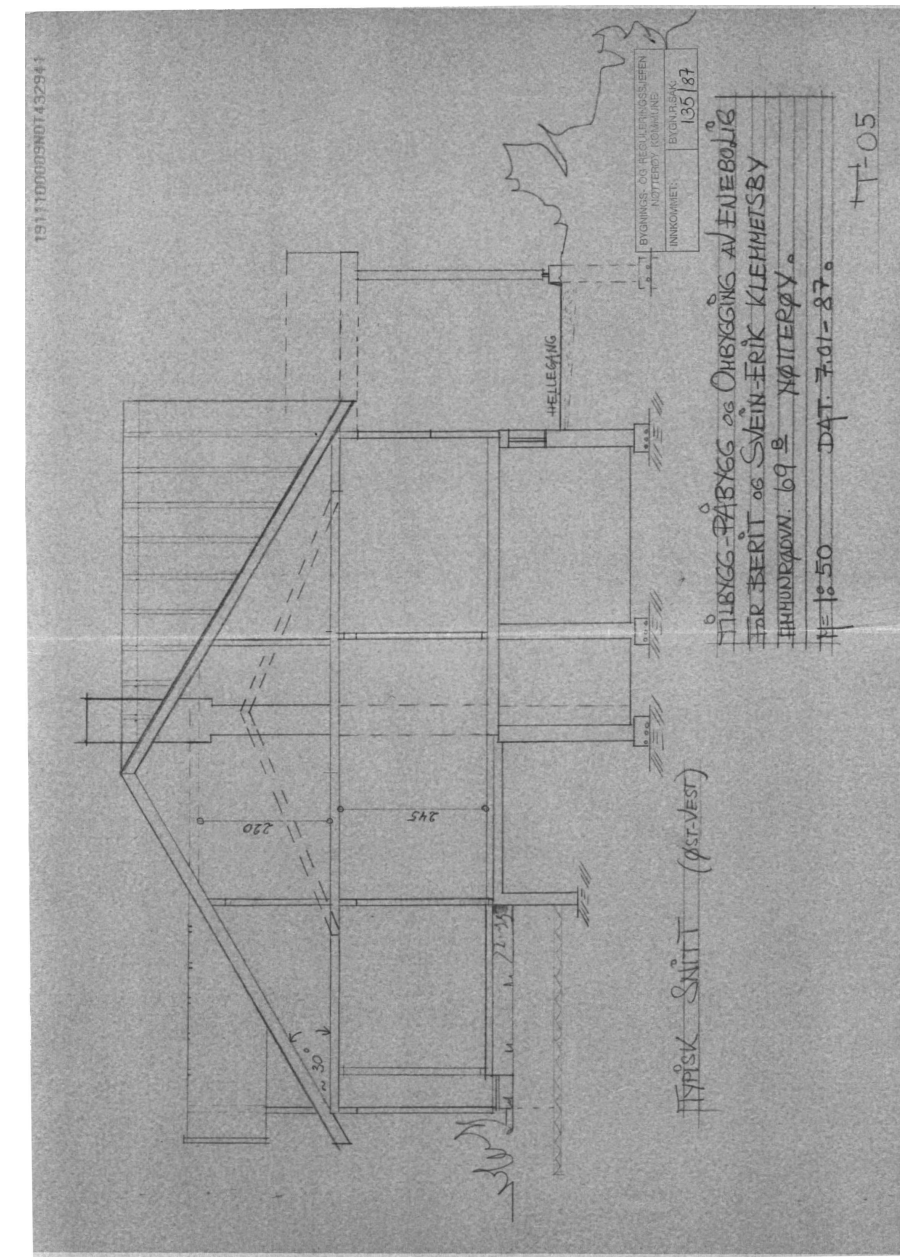 1911100009N0T432941
BYGNINGS- OG REGULERINGSSJEFEN
NØTTERØY KOMMUNE
INNKOMMET:
BYGN.R.SAK:
135/87
HELLEGANG
220
245
~ 30°
TYPISK SNITT (ØST-VEST)
TILBYGG-PÅBYGG OG OMBYGGING AV ENEBOLIG
FOR BERIT OG SVEIN-ERIK KLEMMETSBY
69 B NØTTERØY.
M= 1:50 DAT. 7.01-87.
T-05